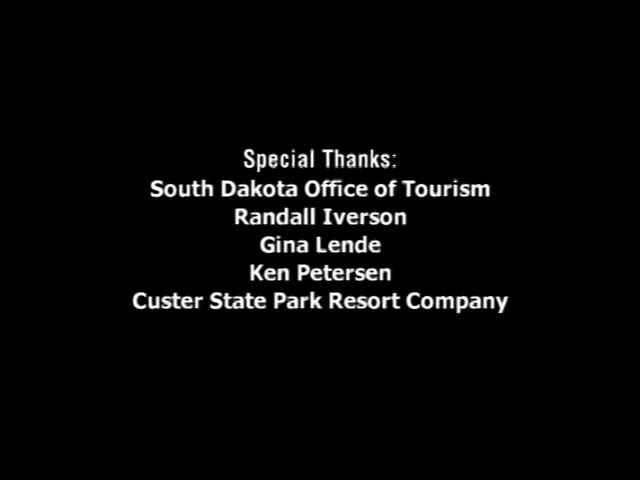 Special Thanks:
South Dakota Office of Tourism
Randall Iverson
Gina Lende
Ken Petersen
Custer State Park Resort Company